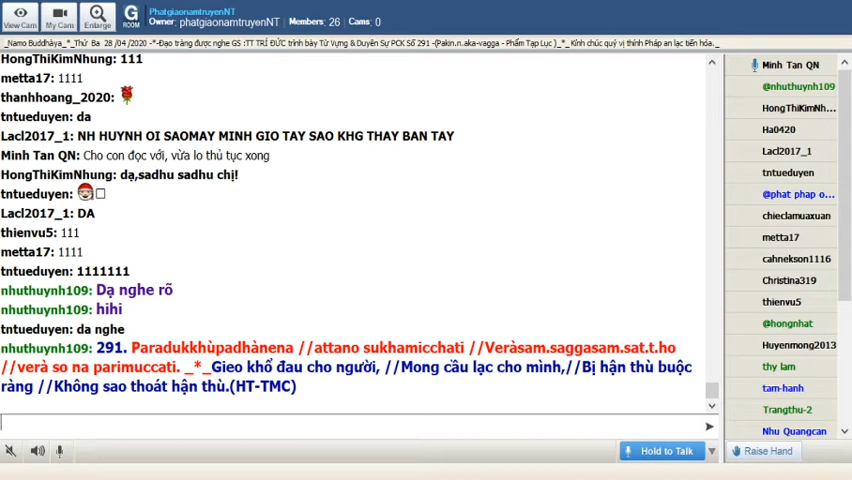 View Cam
My Cam
Enlarge
G
ROOM
PhatgiaonamtruyenNT
Owner: phatgiaonamtruyenNT Members: 26 Cams: 0
_Namo Buddhàya_*_Thứ Ba 28 /04 /2020 -*-Đạo tràng được nghe GS :TT TRÍ ĐỨC trình bày Từ Vựng & Duyên Sự PCK Số 291 -(Pakin.n.aka-vagga - Phẩm Tạp Lục )_*_ Kính chúc quý vị thính Pháp an lạc tiến hóa._
HongThiKimNhung: 111
metta17: 1111
thanhhoang_2020:
tntueduyen: da
Lacl2017_1: NH HUYNH OI SAOMAY MINH GIO TAY SAO KHG THAY BAN TAY
Minh Tan QN: Cho con đọc với, vừa lo thủ tục xong
HongThiKimNhung: dạ,sadhu sadhu chị!
tntueduyen:
Lacl2017_1: DA
thienvu5: 111
metta17: 1111
tntueduyen: 1111111
nhuthuynh109: Dạ nghe rõ
nhuthuynh109: hihi
tntueduyen: da nghe
nhuthuynh109: 291. Paradukkhùpadhànena //attano sukhamicchati //Veràsam.saggasam.sat.t.ho
//verà so na parimuccati. _*_Gieo khổ đau cho người, //Mong cầu lạc cho mình,//Bị hận thù buộc
ràng //Không sao thoát hận thù.(HT-TMC)
Hold to Talk
Minh Tan QN
@nhuthuynh109
HongThiKimNh...
Ha0420
Lacl2017_1
tntueduyen
@phat phap o...
chieclamuaxuan
metta17
cahnekson1116
Christina319
thienvu5
@hongnhat
Huyenmong2013
thy lam
tam-hanh
Trangthu-2
Nhu Quangcan
Raise Hand